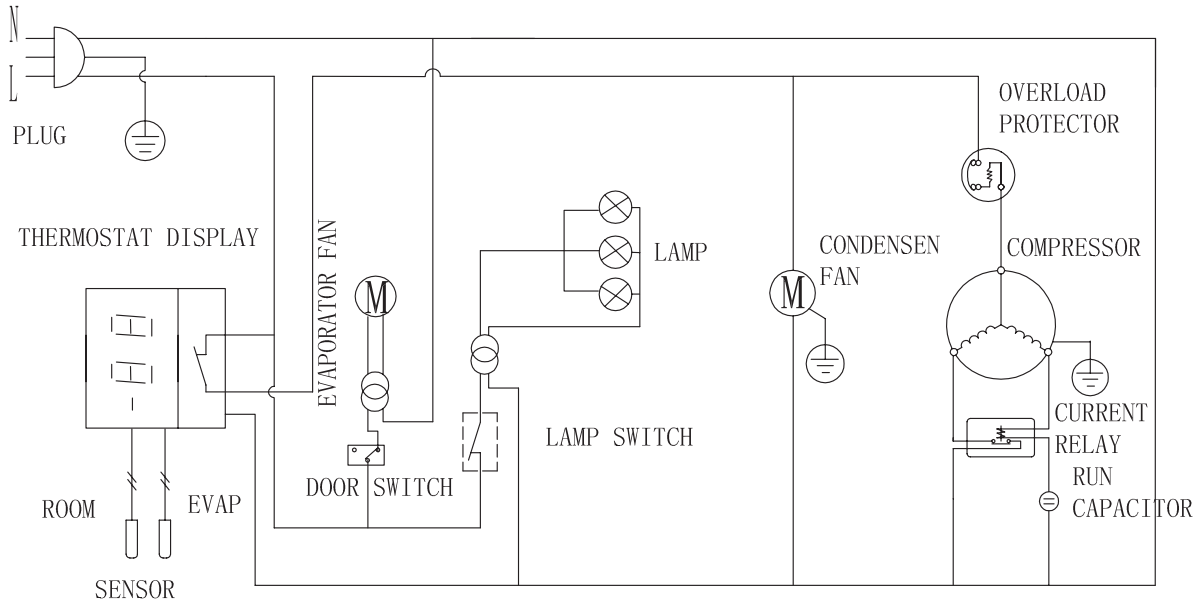 N
L
PLUG
OVERLOAD
PROTECTOR
THERMOSTAT DISPLAY
EVAPORATOR FAN
M
LAMP
CONDENSEN
FAN
M
COMPRESSOR
CURRENT
RELAY
LAMP SWITCH
DOOR SWITCH
RUN
CAPACITOR
ROOM
EVAP
SENSOR